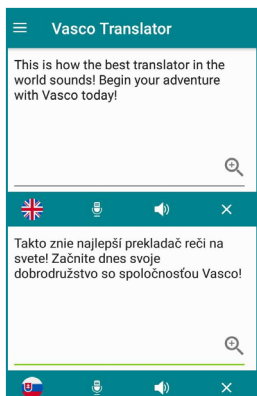 Vasco Translator
This is how the best translator in the
world sounds! Begin your adventure
with Vasco today!
Takto znie najlepší prekladač reči na
svete! Začnite dnes svoje
dobrodružstvo so spoločnosťou Vasco!